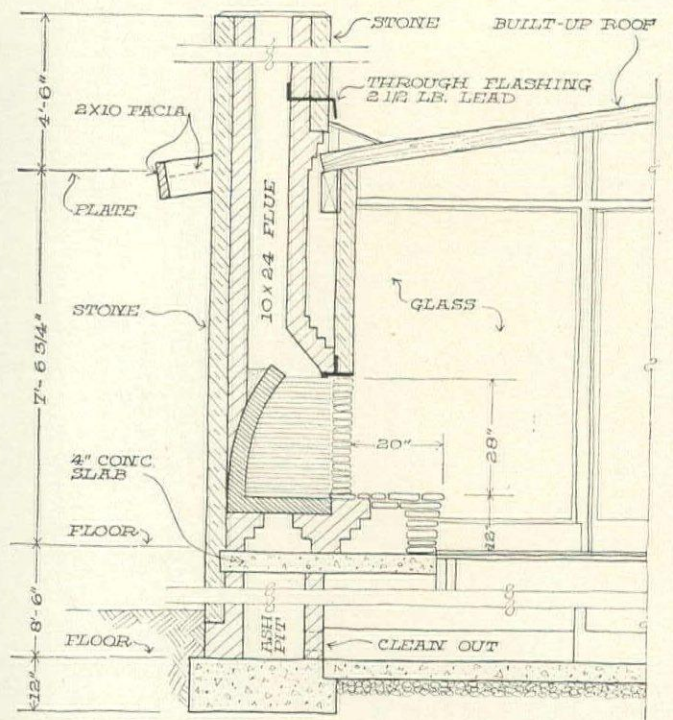 STONE
BUILT-UP ROOF
THROUGH FLASHING
2 1/2 LB. LEAD
4'-6"
2X10 FACIA
PLATE
10 X 24 FLUE
STONE
GLASS
7'-6 3/4"
20"
28"
4" CONC.
SLAB
12"
FLOOR
8'-6"
FLOOR
ASH
PIT
CLEAN OUT
12"